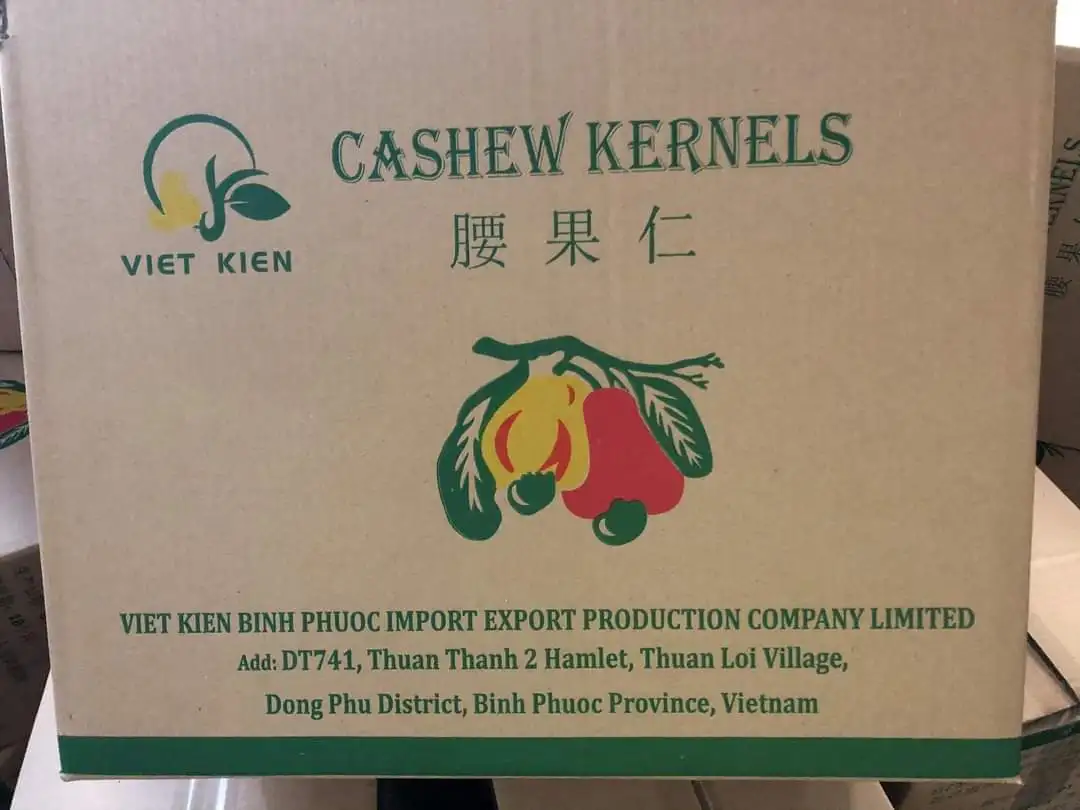 CASHEW KERNELS
腰果仁
VIET KIEN
VIET KIEN BINH PHUOC IMPORT EXPORT PRODUCTION COMPANY LIMITED
Add: DT741, Thuan Thanh 2 Hamlet, Thuan Loi Village,
Dong Phu District, Binh Phuoc Province, Vietnam